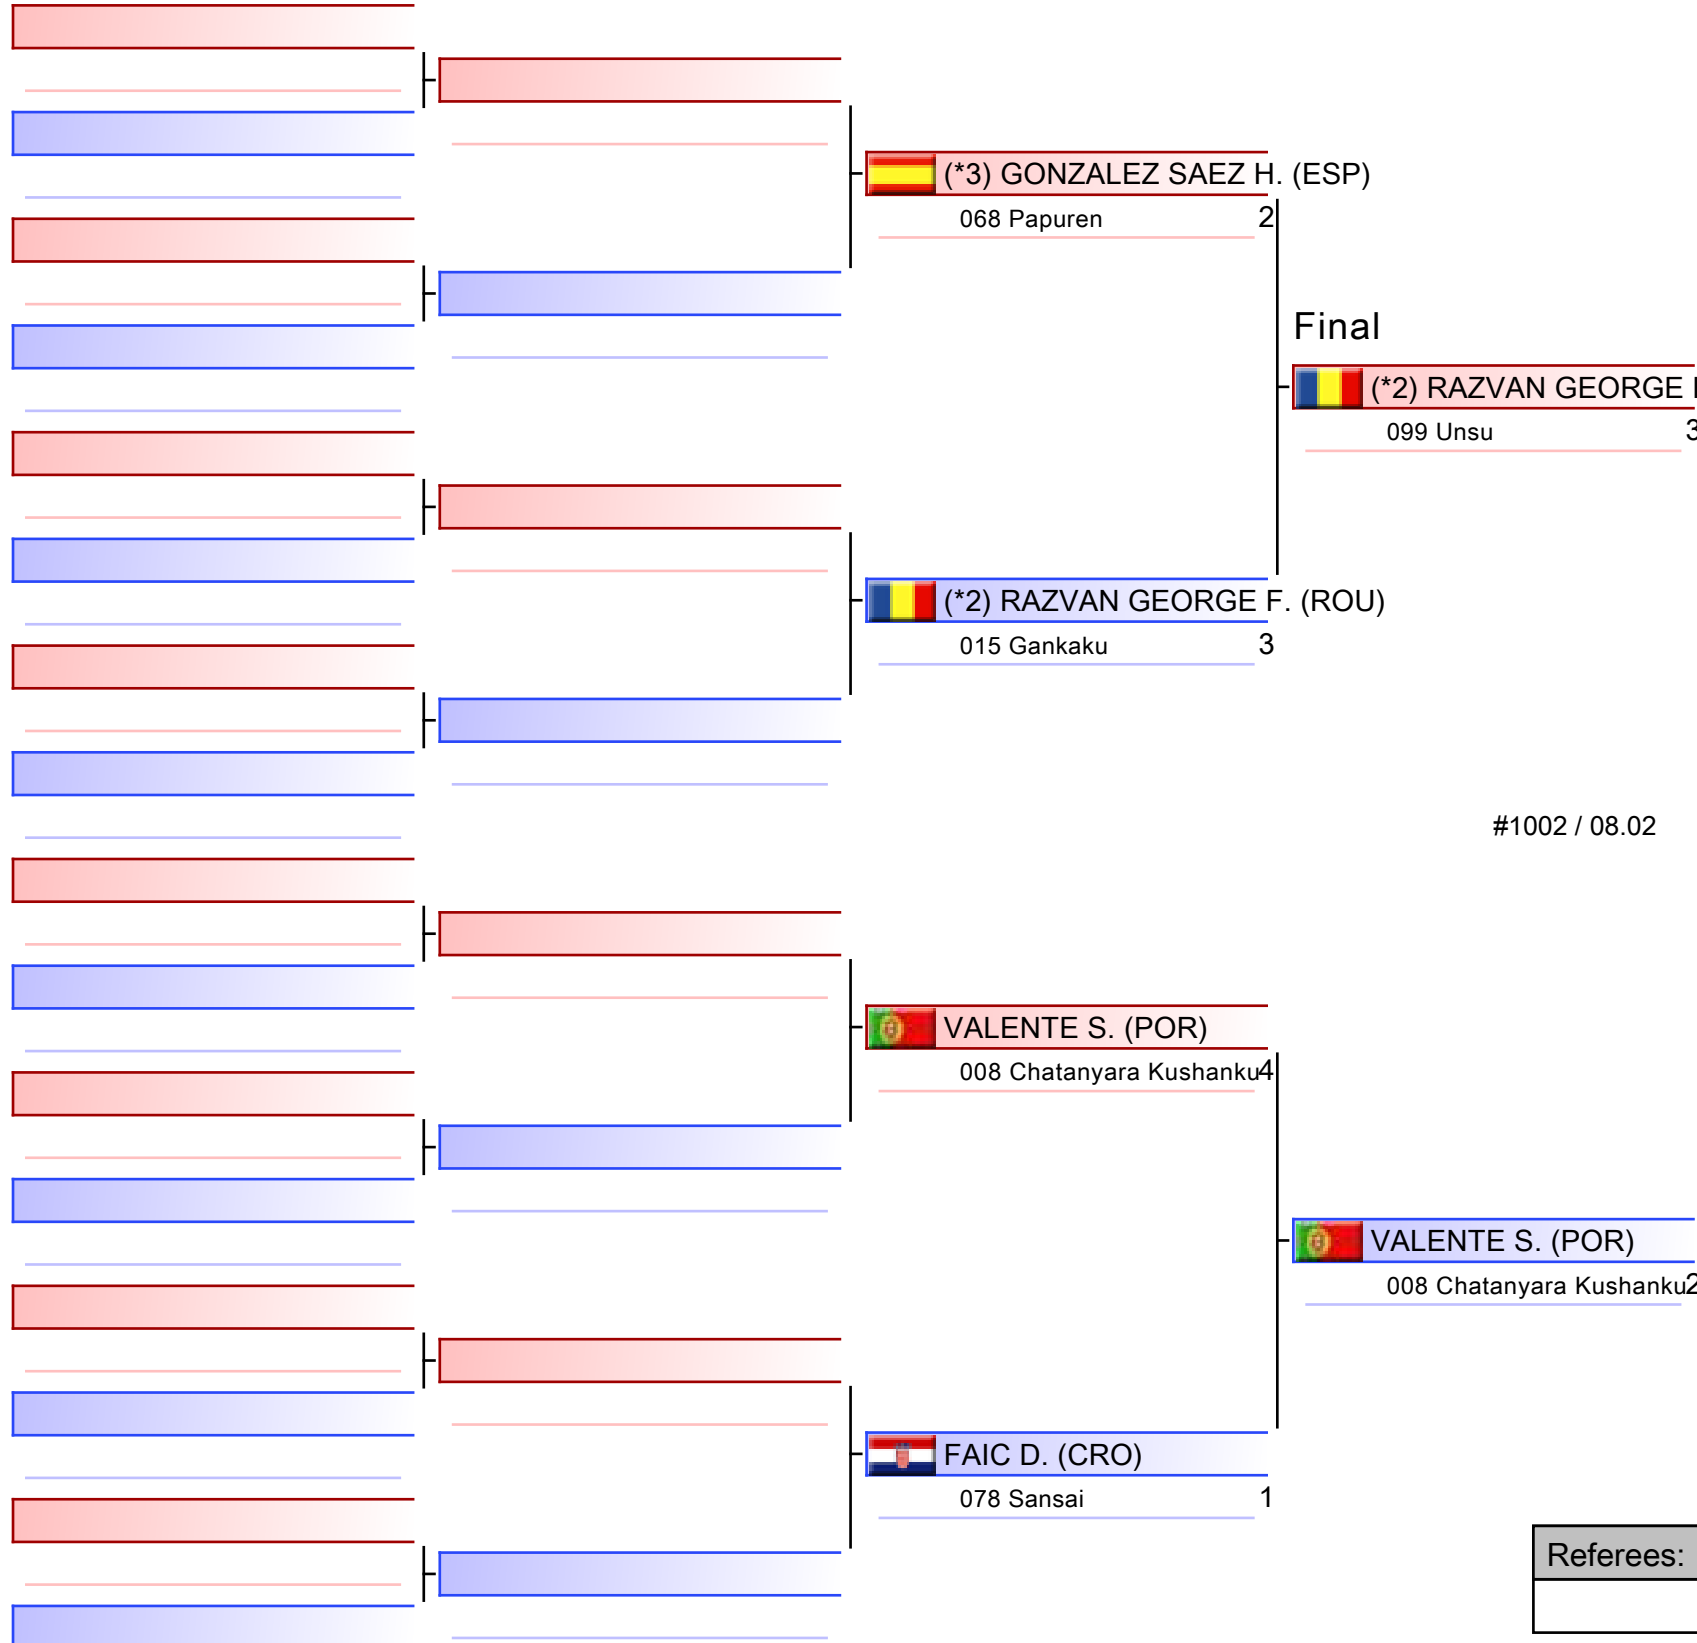 (*3) GONZALEZ SAEZ H. (ESP)
068 Papuren 2
Final
(*2) RAZVAN GEORGE
099 Unsu 3
(*2) RAZVAN GEORGE F. (ROU)
015 Gankaku 3
#1002 / 08.02
VALENTE S. (POR)
008 Chatanyara Kushanku 4
VALENTE S. (POR)
008 Chatanyara Kushanku 2
FAIC D. (CRO)
078 Sansai 1
Referees: